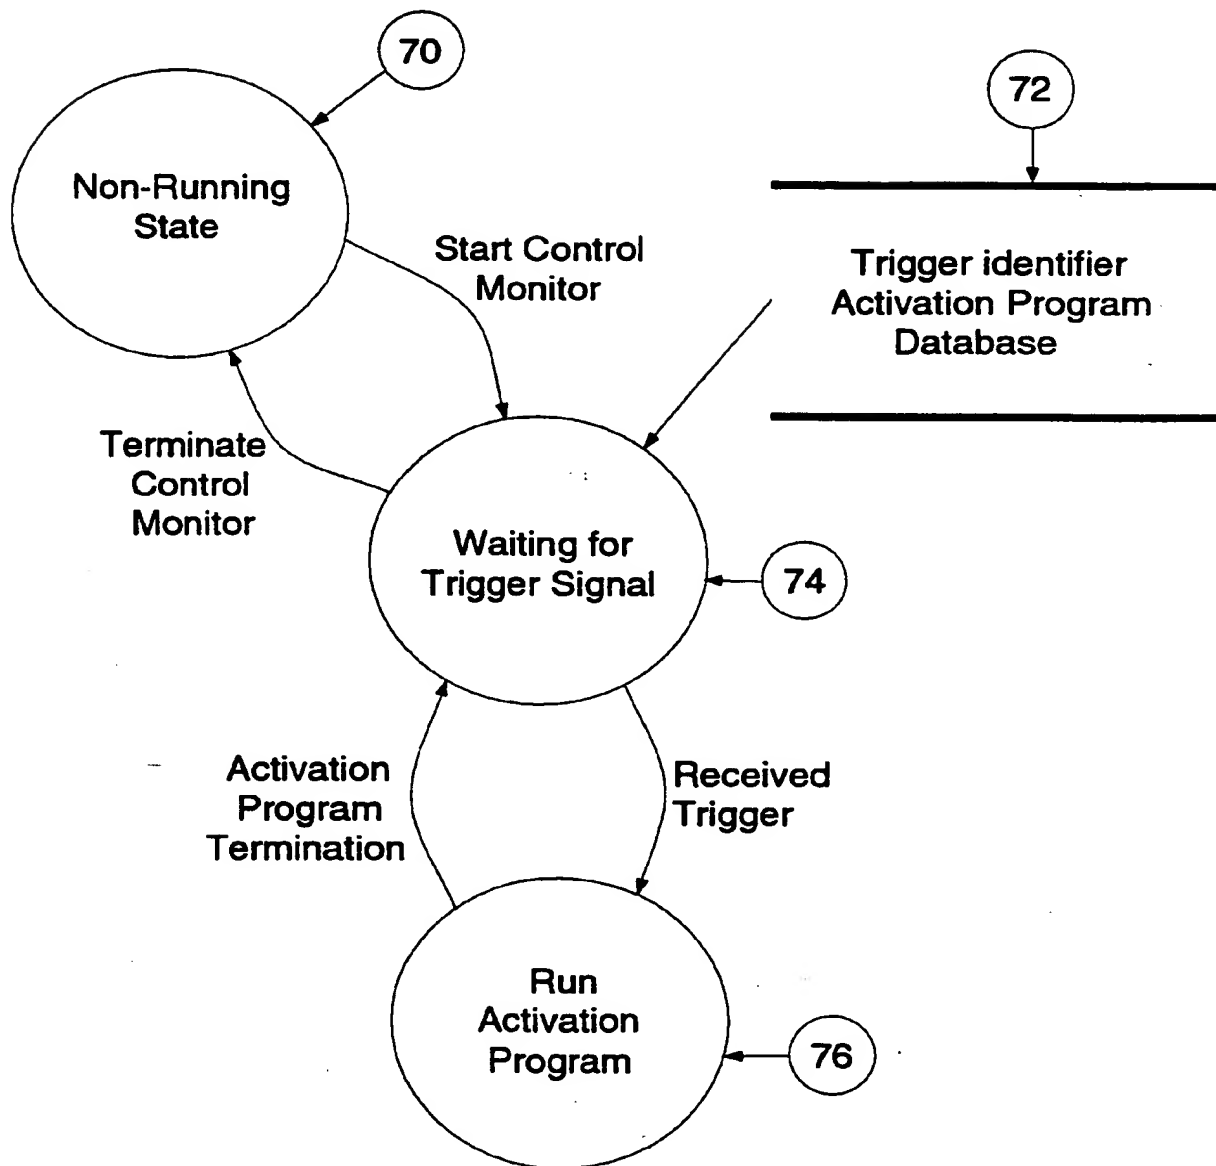 70
72
Non-Running
State
Start Control
Monitor
Trigger identifier
Activation Program
Database
Terminate
Control
Monitor
Waiting for
Trigger Signal
74
Activation
Program
Termination
Received
Trigger
Run
Activation
Program
76